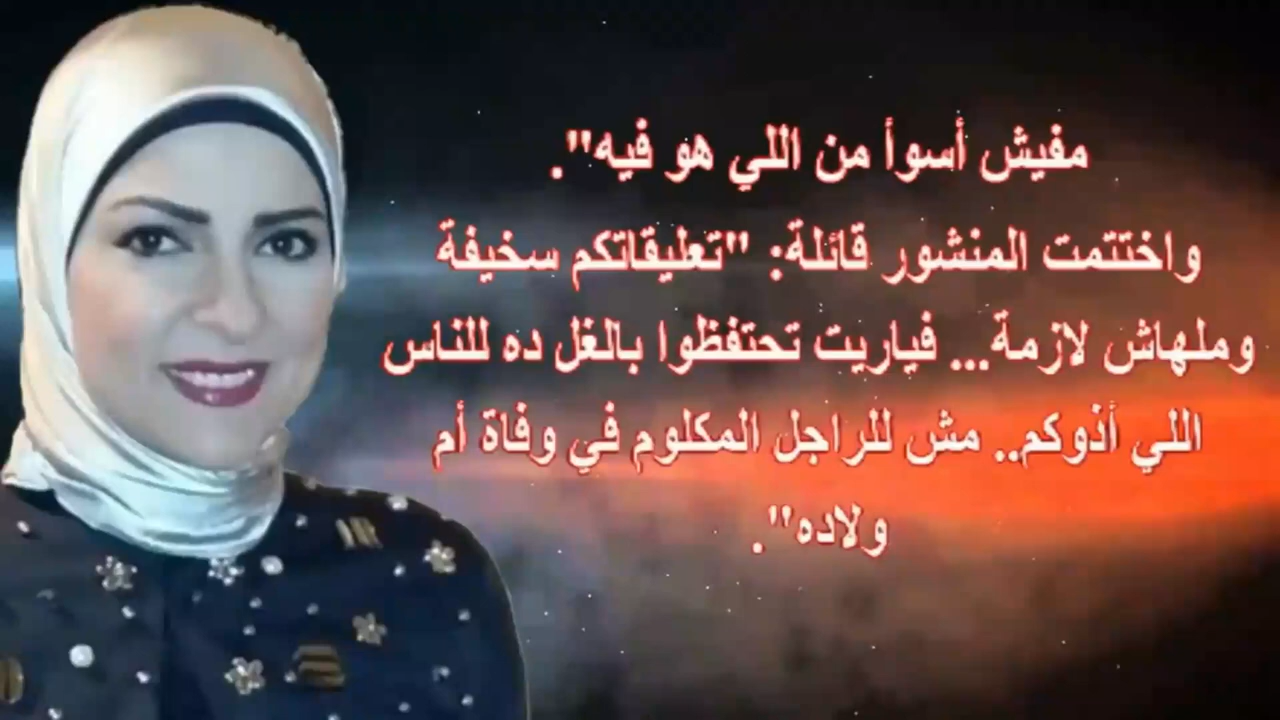 مفيش أسوأ من اللي هو فيه".
واختتمت المنشور قائلة: "تعليقاتكم سخيفة
وملهاش لازمة... فياريت تحتفظوا بالغل ده للناس
اللي أذوكم.. مش للراجل المكلوم في وفاة أم
ولاده".